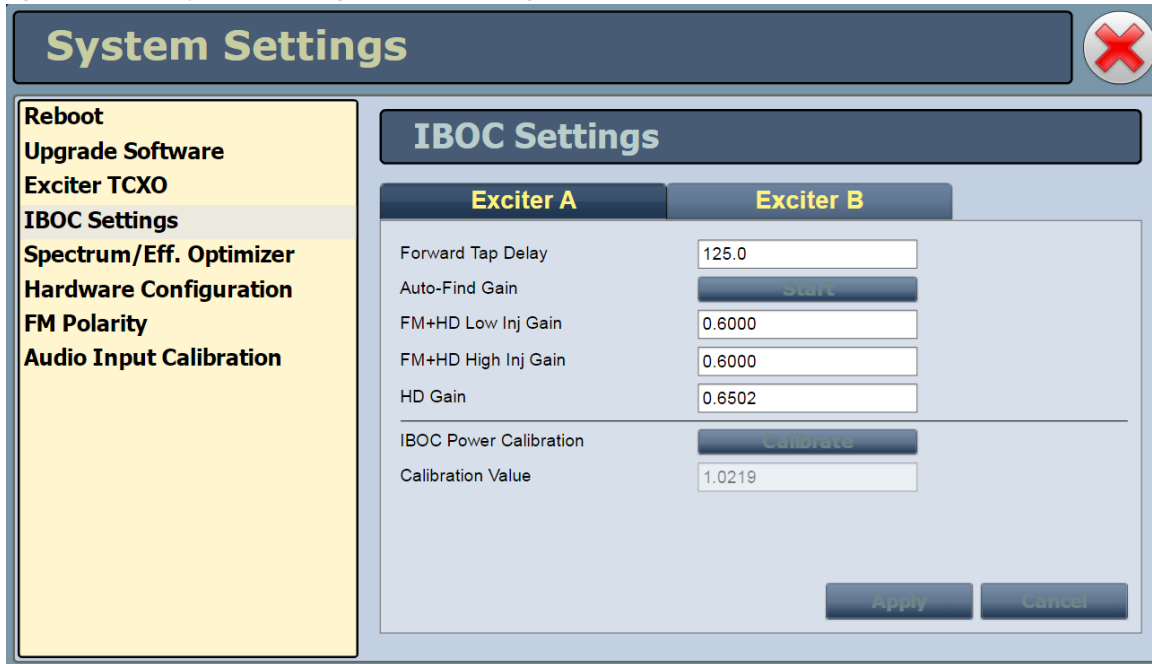 System Settings
Reboot
Upgrade Software
Exciter TCXO
IBOC Settings
Spectrum/Eff. Optimizer
Hardware Configuration
FM Polarity
Audio Input Calibration
IBOC Settings
Exciter A Exciter B
Forward Tap Delay 125.0
Auto-Find Gain Start
FM+HD Low Inj Gain 0.6000
FM+HD High Inj Gain 0.6000
HD Gain 0.6502
IBOC Power Calibration Calibrate
Calibration Value 1.0219
Apply Cancel